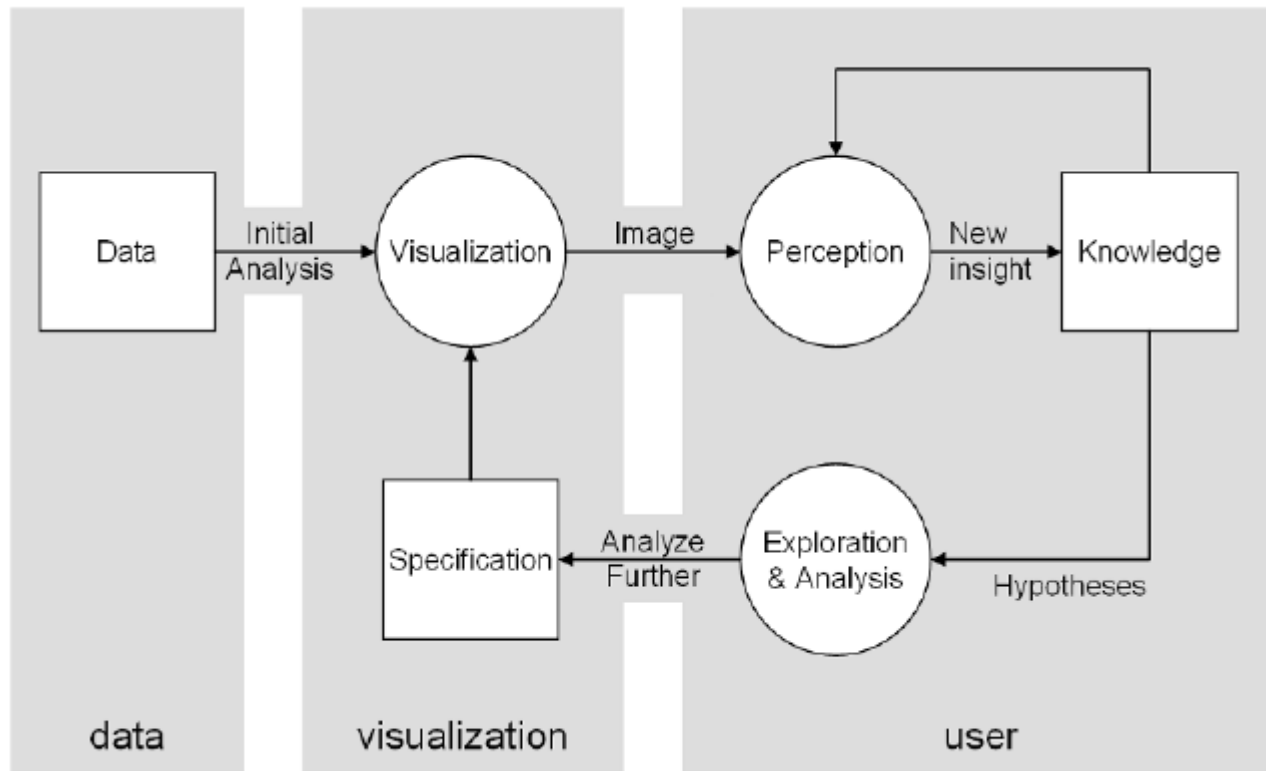 Data
Initial
Analysis
Visualization
Image
Perception
New
insight
Knowledge
Specification
Analyze
Further
Exploration
& Analysis
Hypotheses
data
visualization
user